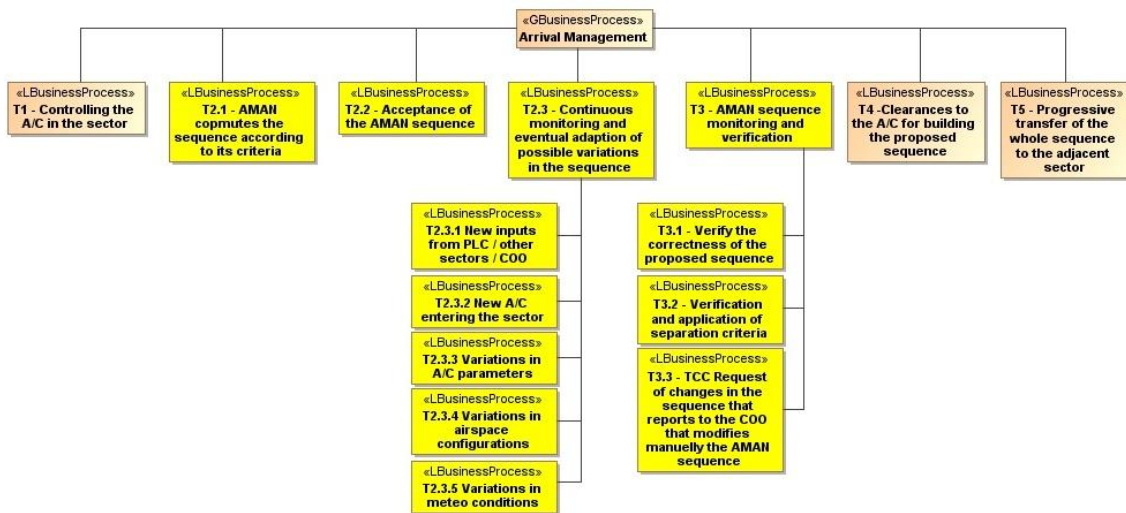 «GBusinessProcess»
Arrival Management
«LBusinessProcess»
T1 - Controlling the
A/C in the sector
«LBusinessProcess»
T2.1 - AMAN
copmutes the
sequence according
to its criteria
«LBusinessProcess»
T2.2 - Acceptance of
the AMAN sequence
«LBusinessProcess»
T2.3 - Continuous
monitoring and
eventual adaption of
possible variations
in the sequence
«LBusinessProcess»
T3 - AMAN sequence
monitoring and
verification
«LBusinessProcess»
T4 -Clearances to
the A/C for building
the proposed
sequence
«LBusinessProcess»
T5 - Progressive
transfer of the
whole sequence
to the adjacent
sector
«LBusinessProcess»
T2.3.1 New inputs
from PLC / other
sectors / COO
«LBusinessProcess»
T2.3.2 New A/C
entering the sector
«LBusinessProcess»
T2.3.3 Variations in
A/C parameters
«LBusinessProcess»
T2.3.4 Variations in
airspace
configurations
«LBusinessProcess»
T2.3.5 Variations in
meteo conditions
«LBusinessProcess»
T3.1 - Verify the
correctness of the
proposed sequence
«LBusinessProcess»
T3.2 - Verification
and application of
separation criteria
«LBusinessProcess»
T3.3 - TCC Request
of changes in the
sequence that
reports to the COO
that modifies
manuelly the AMAN
sequence